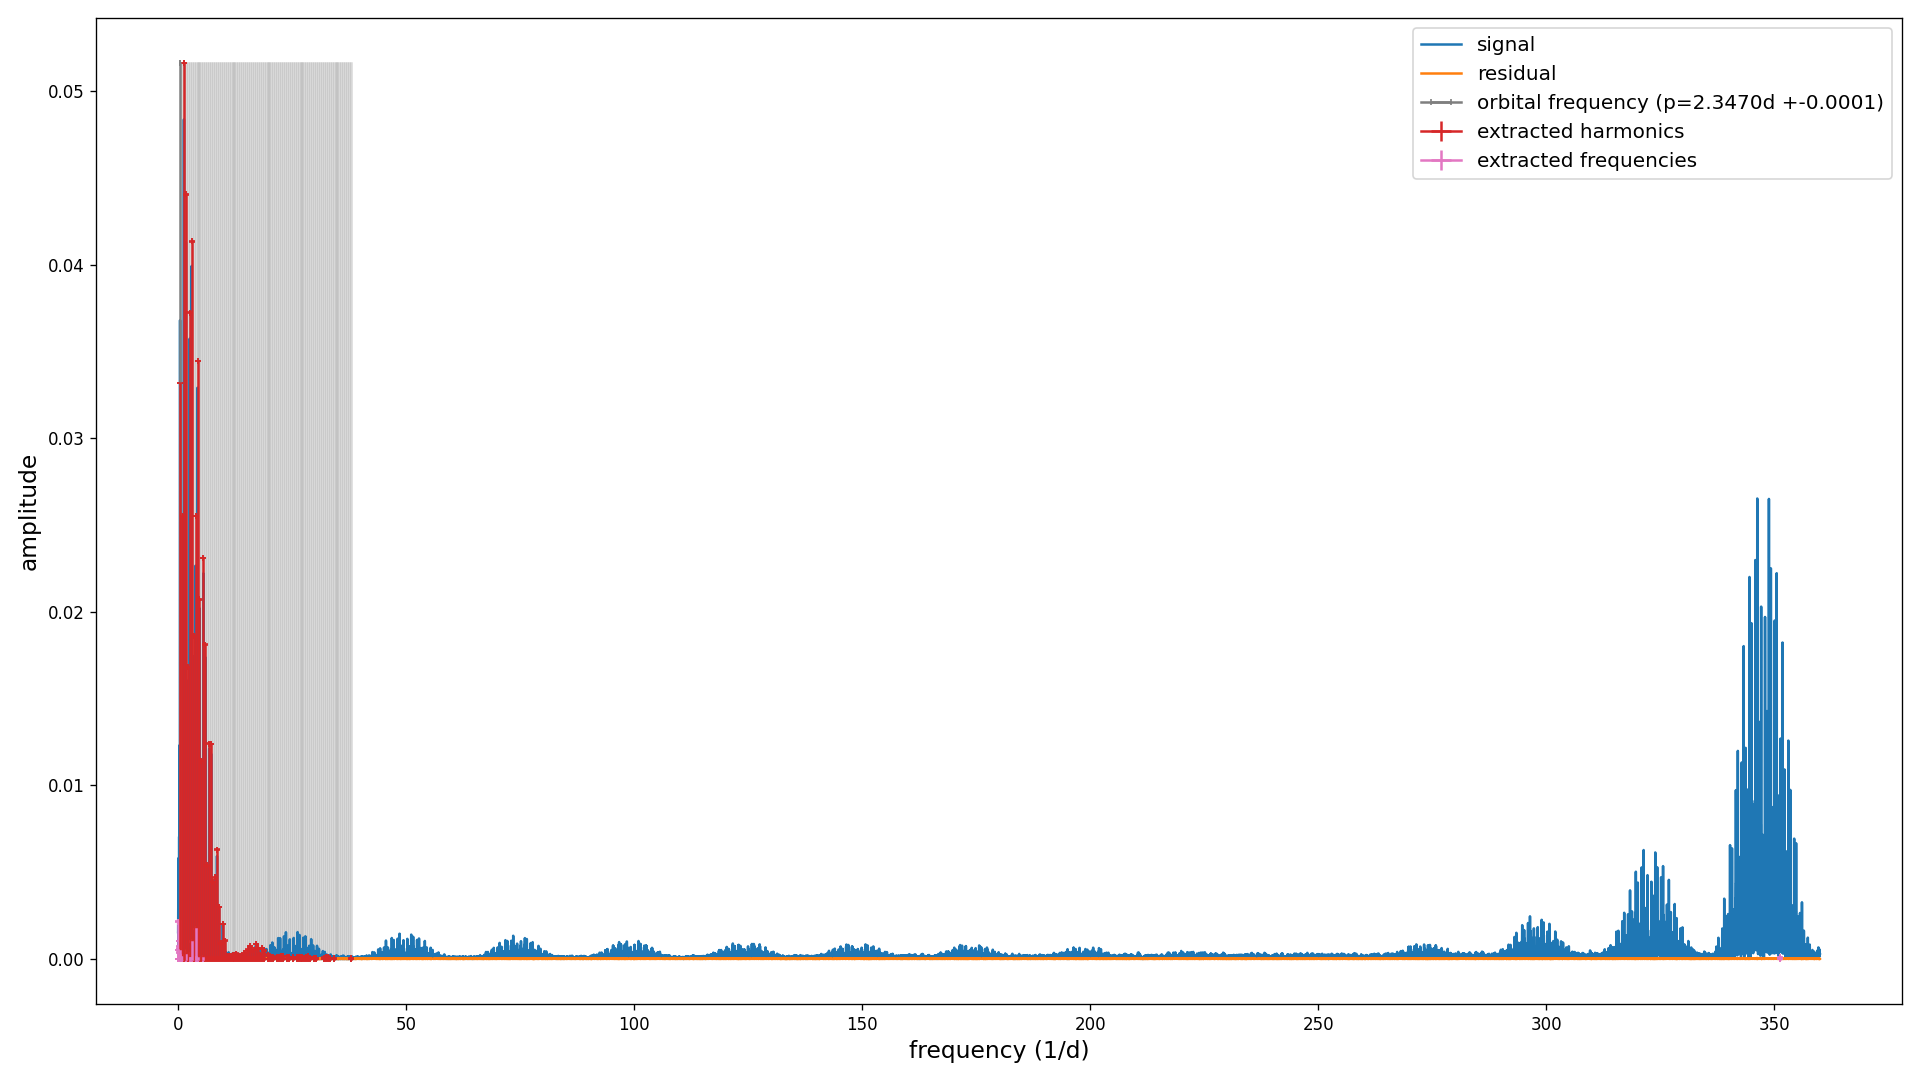 signal
residual
orbital frequency (p=2.3470d +-0.0001)
extracted harmonics
extracted frequencies
amplitude
0.05
0.04
0.03
0.02
0.01
0.00
0 50 100 150 200 250 300 350
frequency (1/d)